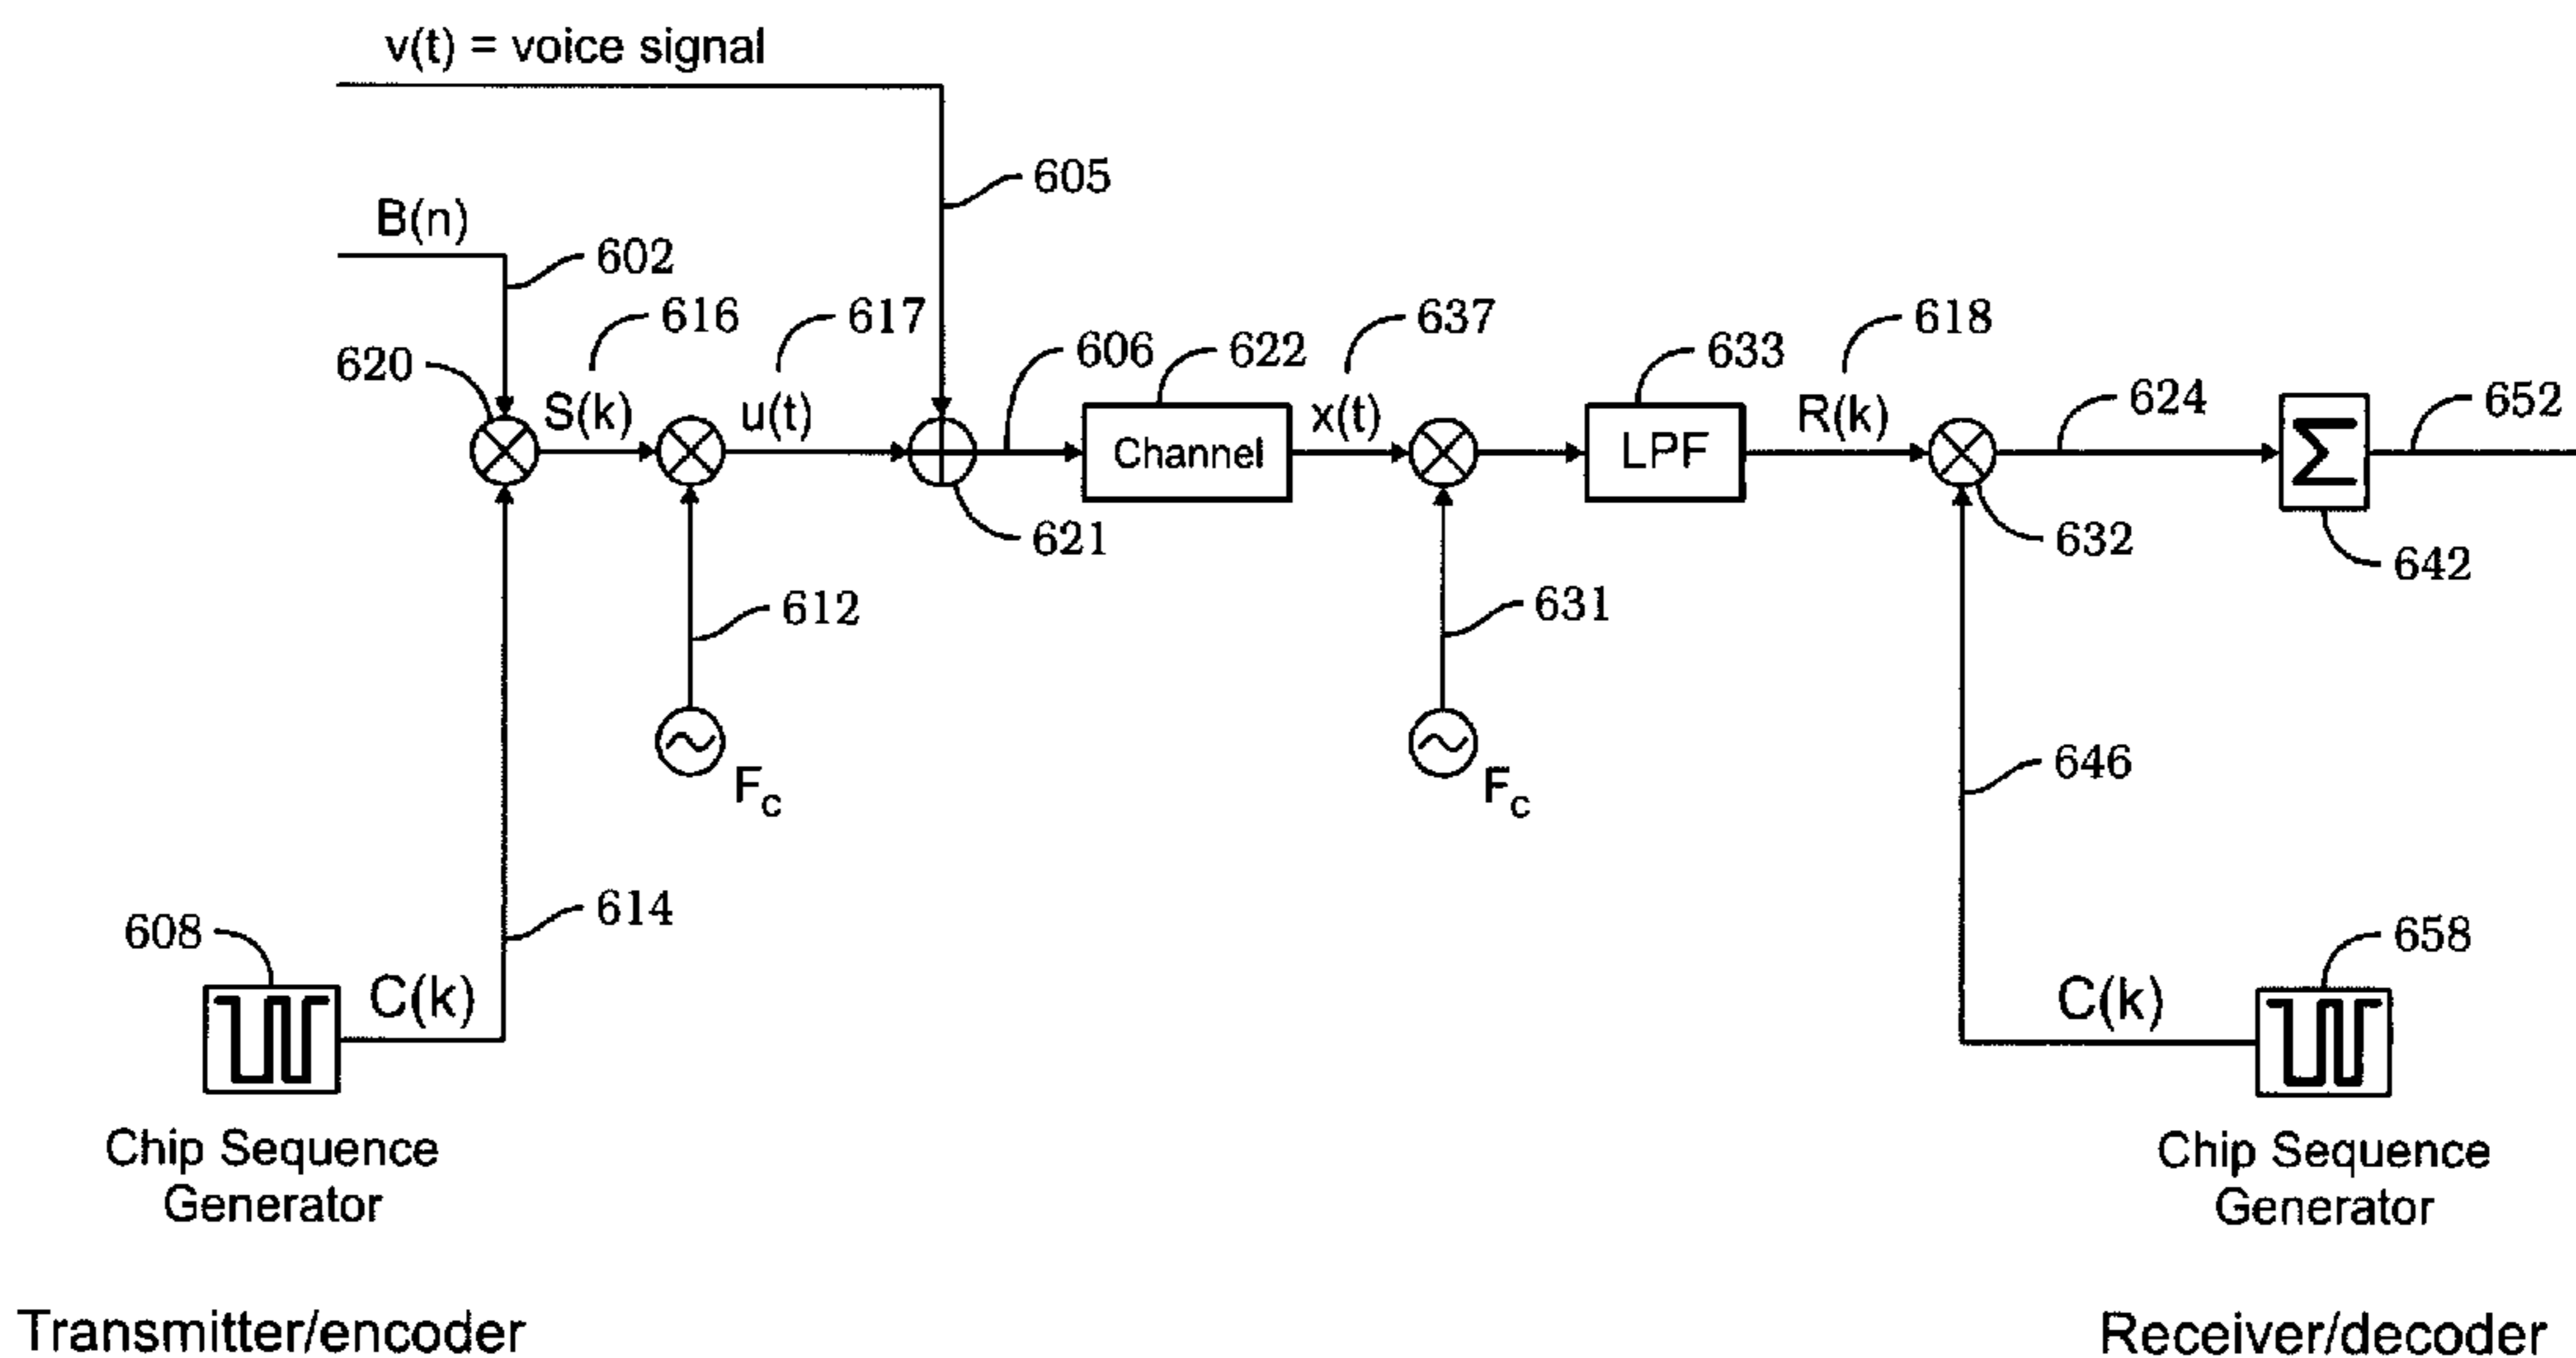 v(t) = voice signal
605
B(n)
602
616
617
637
618
606
622
633
624
652
620
S(k)
u(t)
Channel
x(t)
LPF
R(k)
Σ
621
632
642
612
631
646
Fc
Fc
608
614
658
C(k)
C(k)
Chip Sequence
Generator
Chip Sequence
Generator
Transmitter/encoder
Receiver/decoder